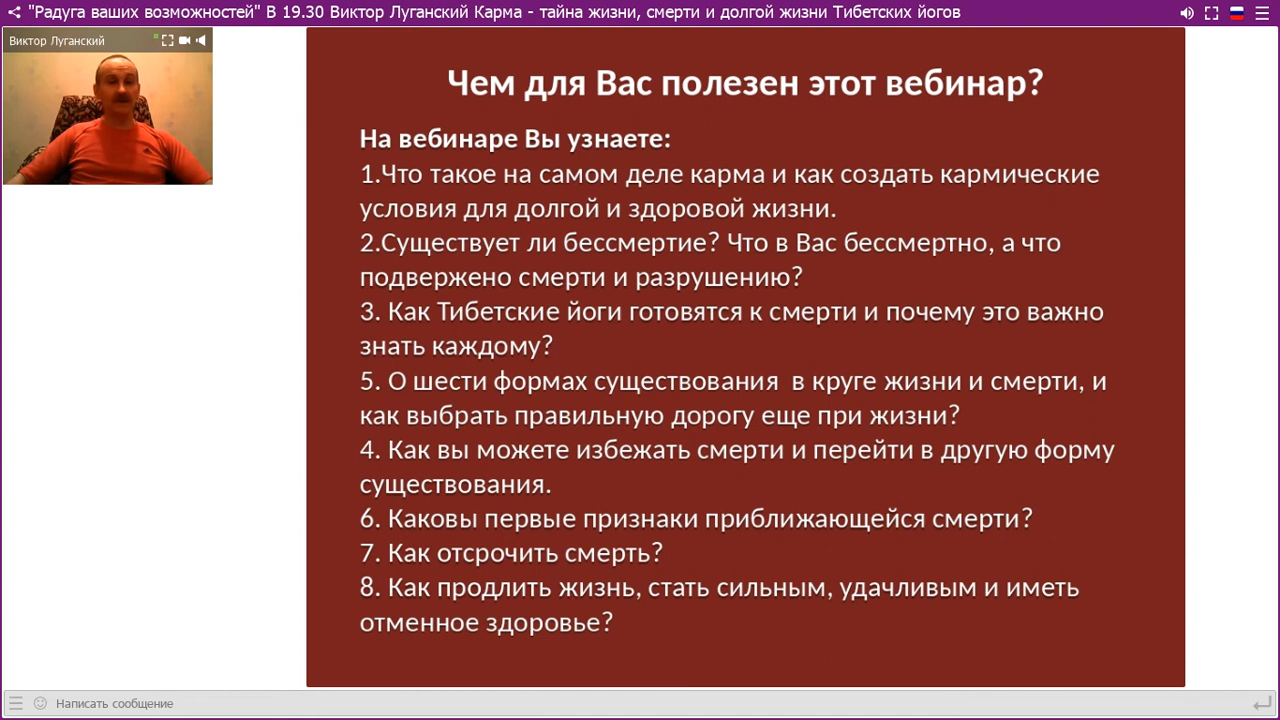 "Радуга ваших возможностей" В 19.30 Виктор Луганский Карма - тайна жизни, смерти и долгой жизни Тибетских йогов
Виктор Луганский
Чем для Вас полезен этот вебинар?
На вебинаре Вы узнаете:
1.Что такое на самом деле карма и как создать кармические
условия для долгой и здоровой жизни.
2.Существует ли бессмертие? Что в Вас бессмертно, а что
подвержено смерти и разрушению?
3. Как Тибетские йоги готовятся к смерти и почему это важно
знать каждому?
5. О шести формах существования  в круге жизни и смерти, и
как выбрать правильную дорогу еще при жизни?
4. Как вы можете избежать смерти и перейти в другую форму
существования.
6. Каковы первые признаки приближающейся смерти?
7. Как отсрочить смерть?
8. Как продлить жизнь, стать сильным, удачливым и иметь
отменное здоровье?
Написать сообщение